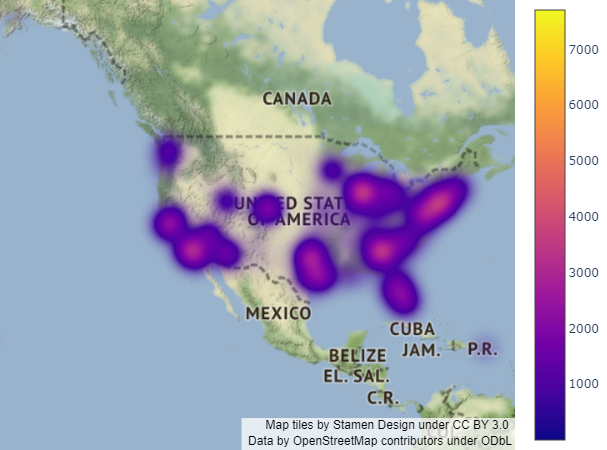 7000
6000
CANADA
5000
UNITED STAT
OF AMERICA
4000
3000
MEXICO
CUBA
2000
JAM. P.R.
BELIZE
EL. SAL.
1000
C.R.
Map tiles by Stamen Design under CC BY 3.0
Data by OpenStreetMap contributors under ODbL